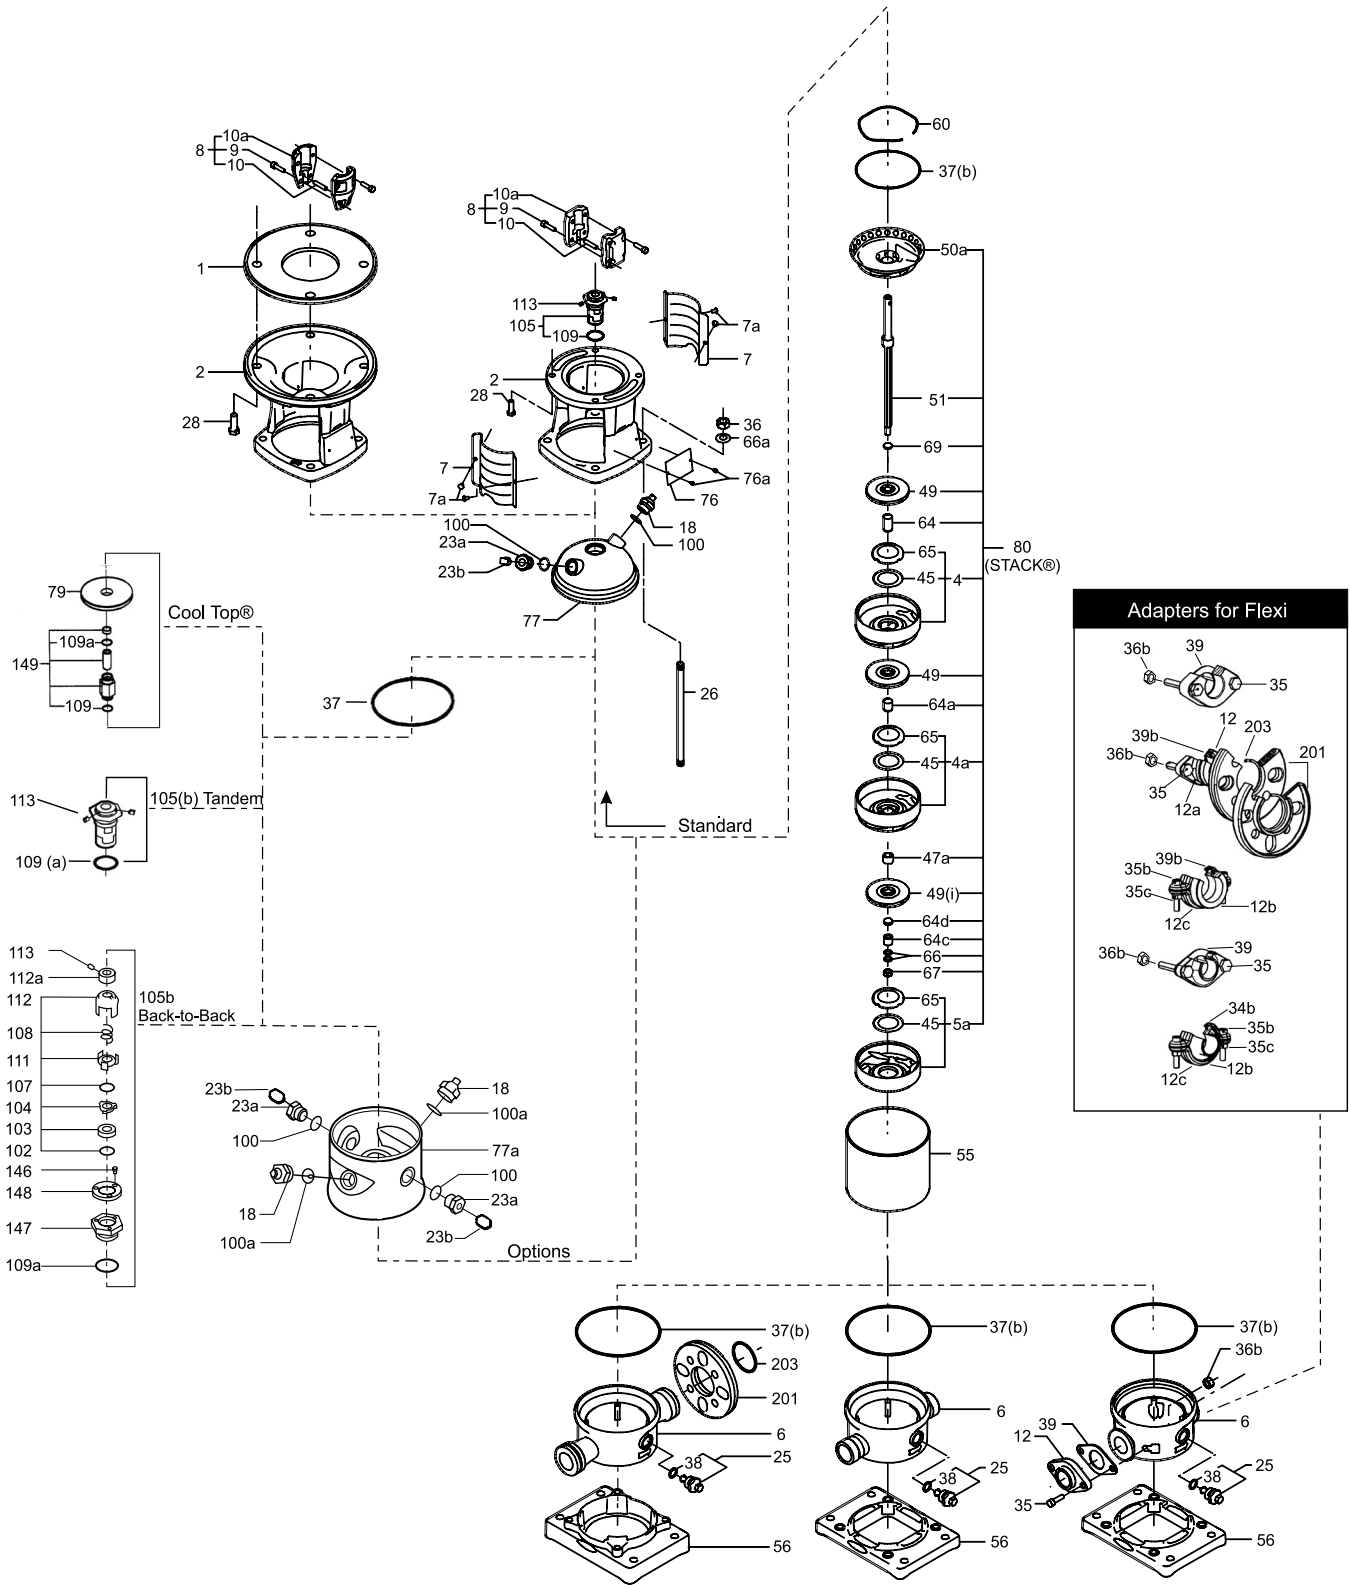 10a
8
9
10
1
2
28
10a
8
9
10
113
105
109
7a
7
2
28
36
66a
7
7a
76a
76
18
100
100
23a
23b
77
26
37
79
Cool Top®
109a
149
109
113
105(b) Tandem
109 (a)
Standard
113
112a
112
108
111
107
104
103
102
146
148
147
109a
105b
Back-to-Back
23b
23a
100
18
100a
77a
100
23a
23b
18
100a
Options
60
37(b)
50a
51
69
49
64
65
45
4
80
(STACK®)
49
64a
65
45
4a
47a
49(i)
64d
64c
66
67
65
45
5a
55
Adapters for Flexi
36b
39
35
12
203
39b
201
36b
35
12a
39b
35b
35c
12b
12c
39
36b
35
34b
35b
35c
12b
12c
37(b)
203
201
6
38
25
56
37(b)
6
38
25
56
37(b)
36b
6
39
12
38
25
35
56